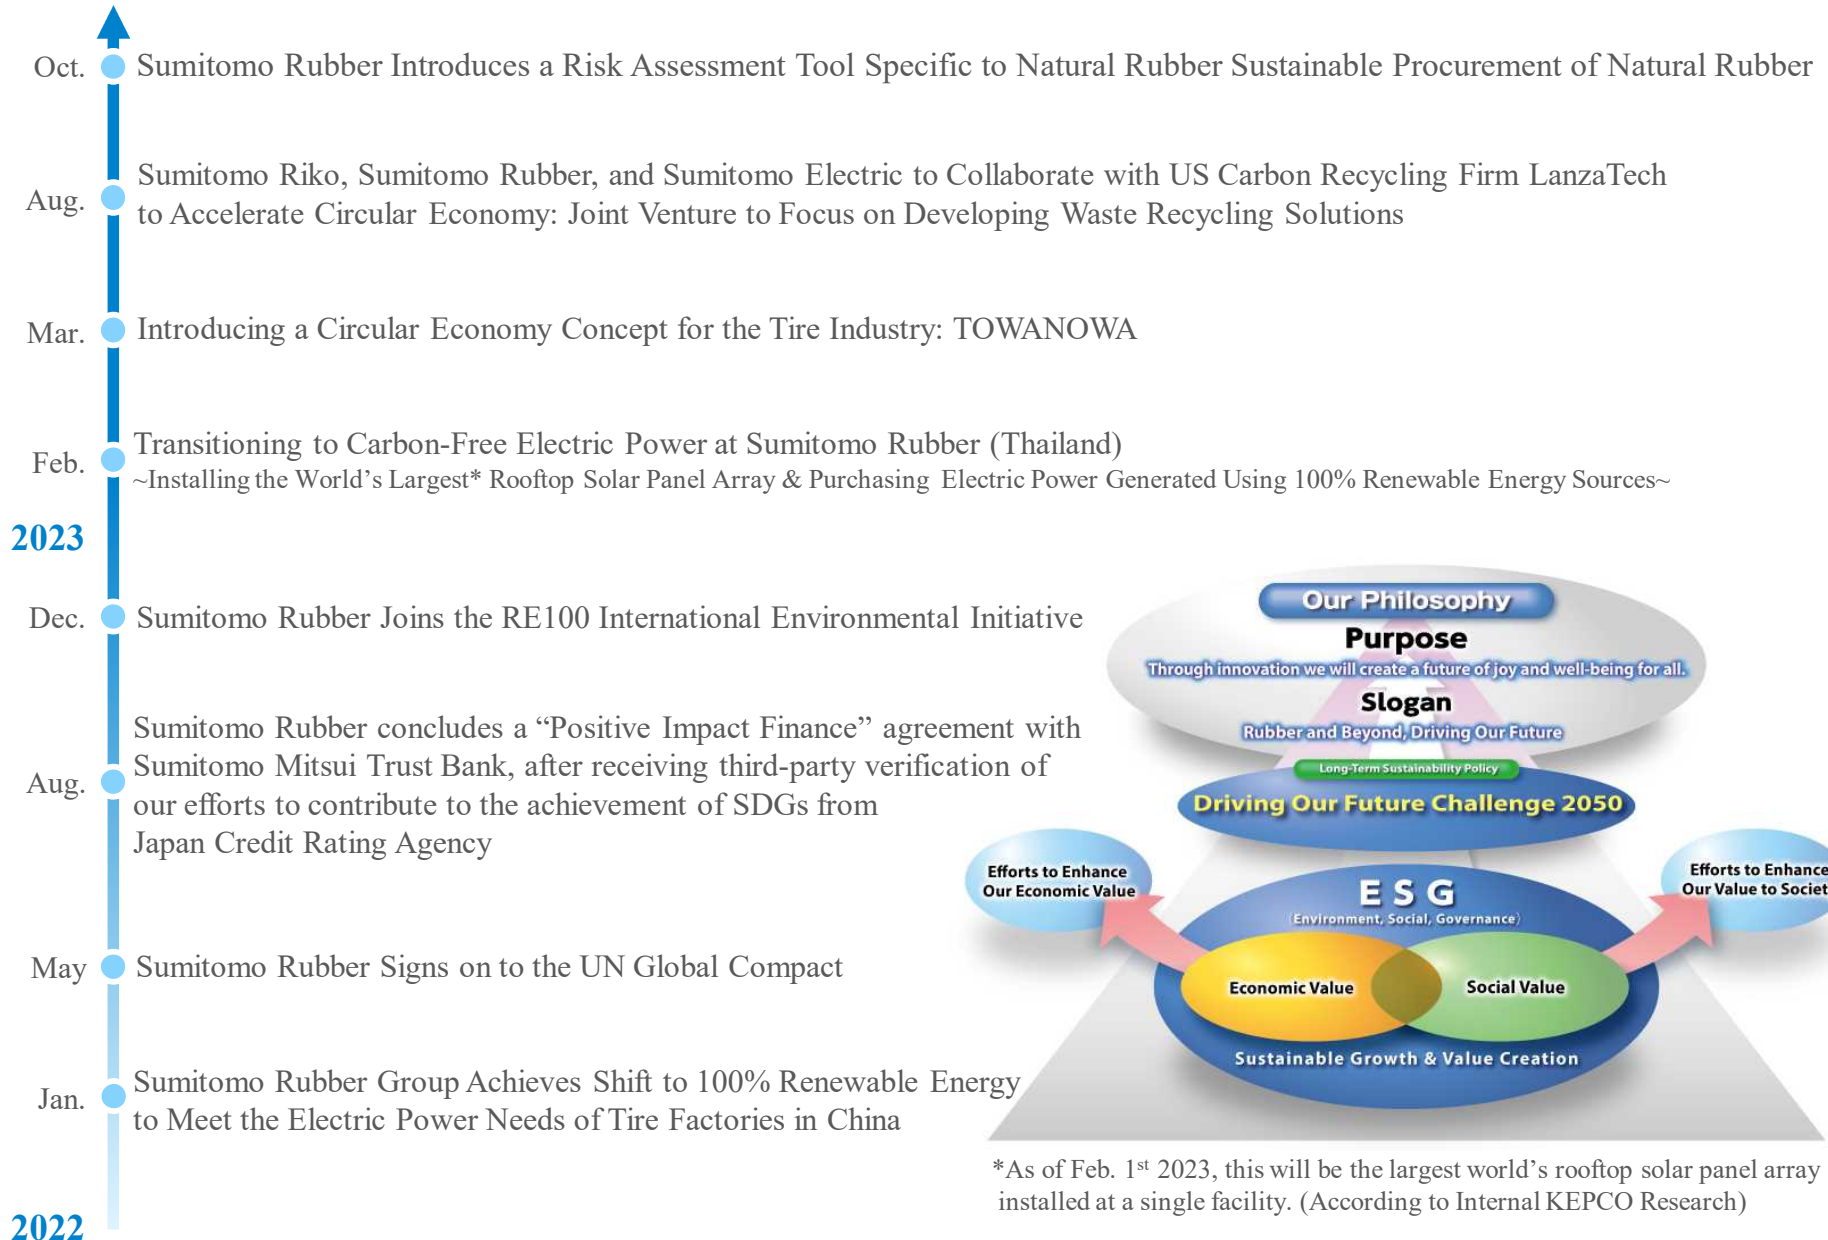 Oct.
Sumitomo Rubber Introduces a Risk Assessment Tool Specific to Natural Rubber Sustainable Procurement of Natural Rubber
Aug.
Sumitomo Riko, Sumitomo Rubber, and Sumitomo Electric to Collaborate with US Carbon Recycling Firm LanzaTech
to Accelerate Circular Economy: Joint Venture to Focus on Developing Waste Recycling Solutions
Mar.
Introducing a Circular Economy Concept for the Tire Industry: TOWANOWA
Feb.
Transitioning to Carbon-Free Electric Power at Sumitomo Rubber (Thailand)
~Installing the World's Largest* Rooftop Solar Panel Array & Purchasing Electric Power Generated Using 100% Renewable Energy Sources~
2023
Dec.
Sumitomo Rubber Joins the RE100 International Environmental Initiative
Aug.
Sumitomo Rubber concludes a “Positive Impact Finance” agreement with
Sumitomo Mitsui Trust Bank, after receiving third-party verification of
our efforts to contribute to the achievement of SDGs from
Japan Credit Rating Agency
May
Sumitomo Rubber Signs on to the UN Global Compact
Jan.
Sumitomo Rubber Group Achieves Shift to 100% Renewable Energy
to Meet the Electric Power Needs of Tire Factories in China
2022
Our Philosophy
Purpose
Through innovation we will create a future of joy and well-being for all.
Slogan
Rubber and Beyond, Driving Our Future
Long-Term Sustainability Policy
Driving Our Future Challenge 2050
Efforts to Enhance
Our Economic Value
Efforts to Enhance
Our Value to Societ
E S G
(Environment, Social, Governance)
Economic Value
Social Value
Sustainable Growth & Value Creation
*As of Feb. 1st 2023, this will be the largest world's rooftop solar panel array
installed at a single facility. (According to Internal KEPCO Research)